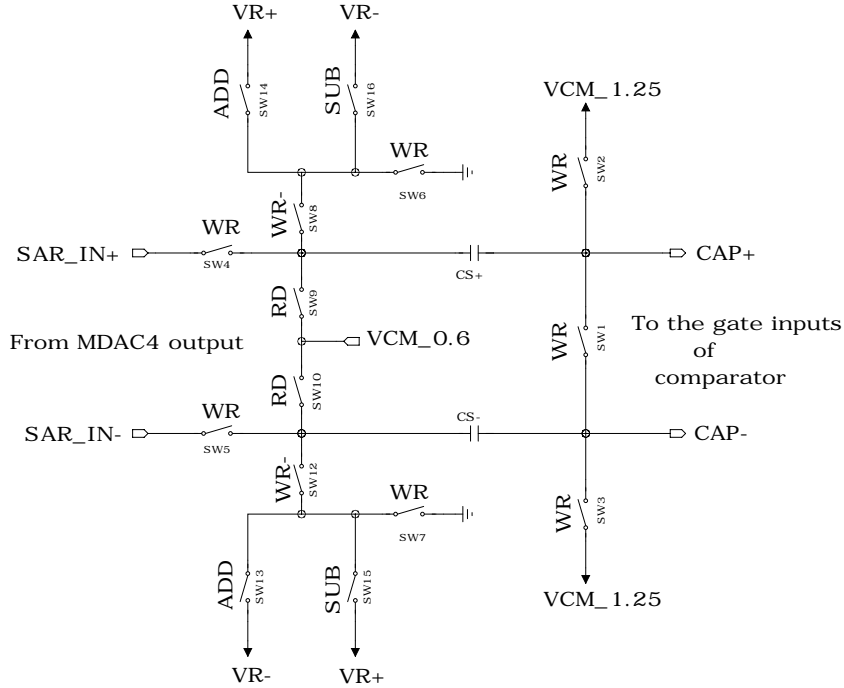 VR+ VR-
ADD SW14 SUB SW16
VCM_1.25
WR SW6
WR SW2
WR- SW8
WR SW4
SAR_IN+ CS+ CAP+
RD SW9
From MDAC4 output VCM_0.6
WR SW1
To the gate inputs
of
comparator
RD SW10
WR SW5
SAR_IN- CS- CAP-
WR- SW12
WR SW7
WR SW3
ADD SW13 SUB SW15
VCM_1.25
VR- VR+